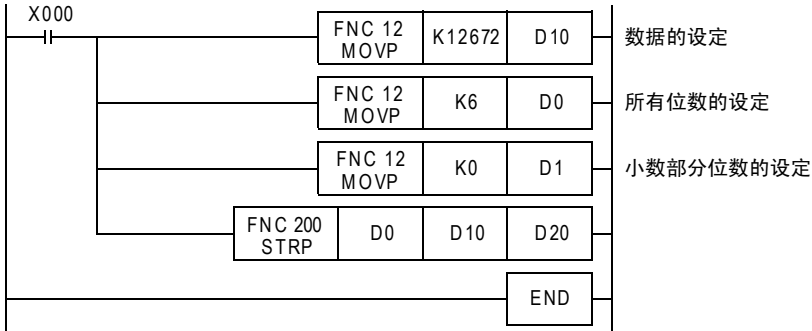 X000
FNC 12 MOVP K12672 D10 数据的设定
FNC 12 MOVP K6 D0 所有位数的设定
FNC 12 MOVP K0 D1 小数部分位数的设定
FNC 200 STRP D0 D10 D20
END